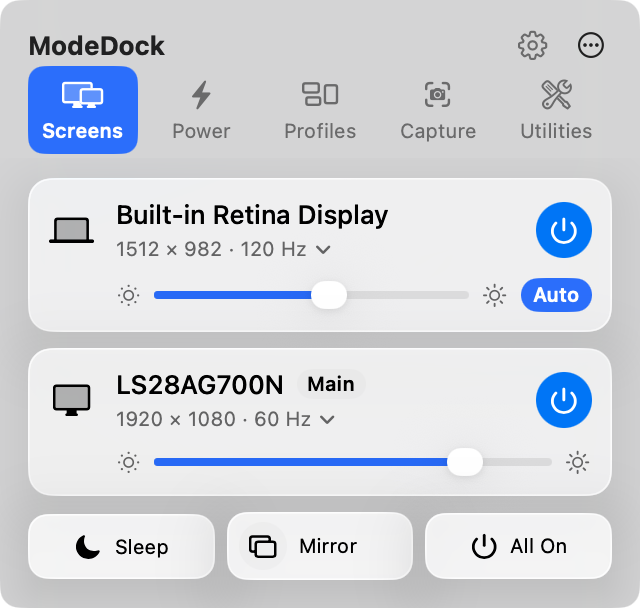 ModeDock
Screens
Power
Profiles
Capture
Utilities
Built-in Retina Display
1512 × 982 · 120 Hz
Auto
LS28AG700N Main
1920 × 1080 · 60 Hz
Sleep
Mirror
All On